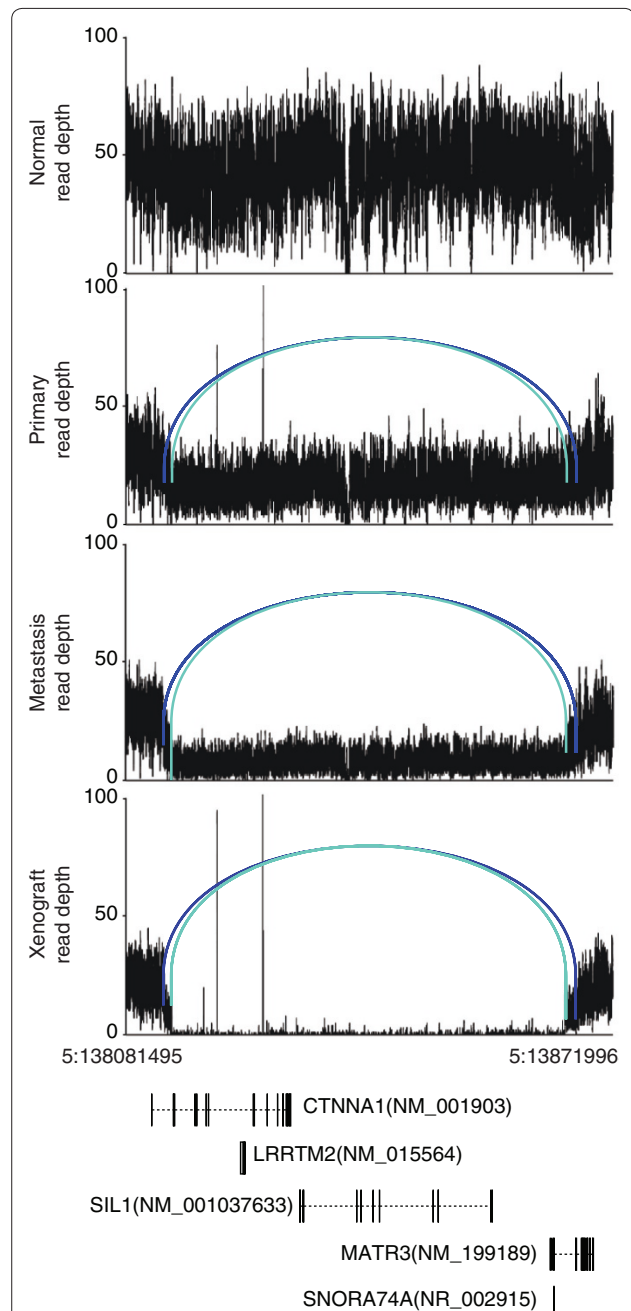 100
50
0
Normal
read depth
100
50
0
Primary
read depth
100
50
0
Metastasis
read depth
100
50
0
Xenograft
read depth
5:138081495 5:13871996
CTNNA1(NM_001903)
LRRTM2(NM_015564)
SIL1(NM_001037633)
MATR3(NM_199189)
SNORA74A(NR_002915)